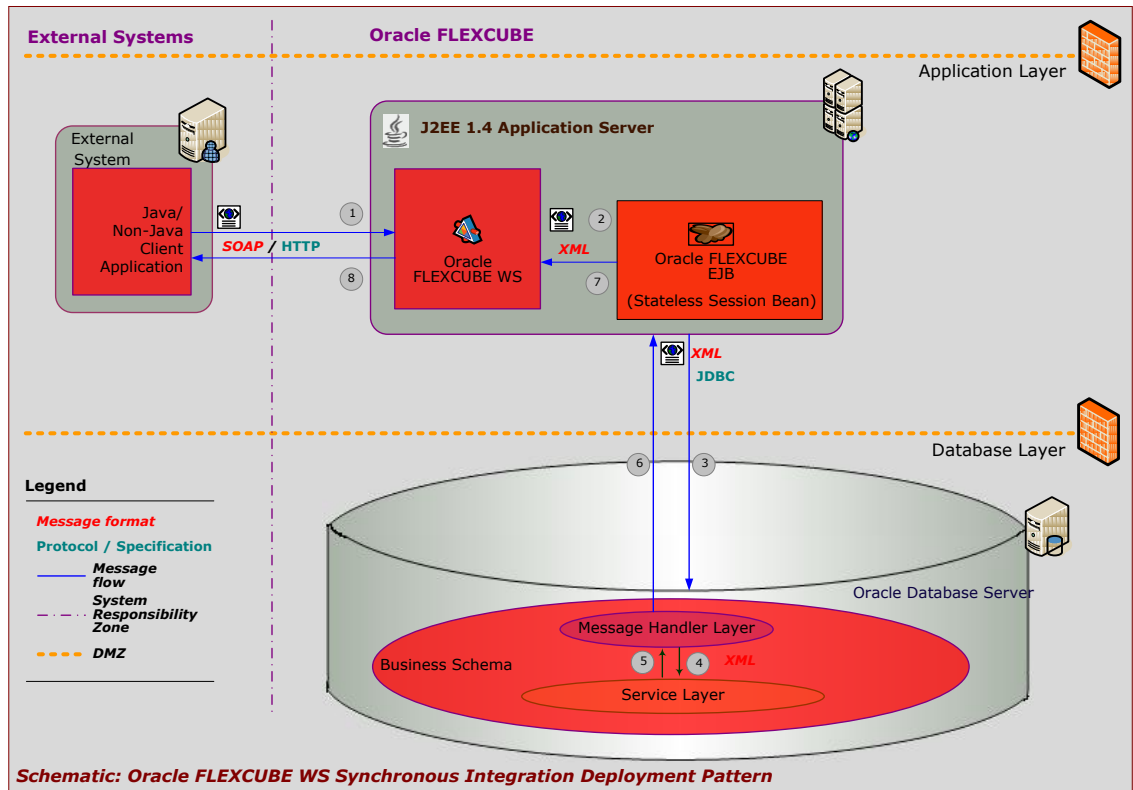 External Systems
Oracle FLEXCUBE
Application Layer
J2EE 1.4 Application Server
External
System
Java/
Non-Java
Client
Application
1
SOAP / HTTP
8
Oracle
FLEXCUBE WS
2
XML
7
Oracle FLEXCUBE
EJB
(Stateless Session Bean)
XML
JDBC
Database Layer
6
3
Legend
Message format
Protocol / Specification
Message
flow
System
Responsibility
Zone
DMZ
Oracle Database Server
Message Handler Layer
Business Schema
5
4
XML
Service Layer
Schematic: Oracle FLEXCUBE WS Synchronous Integration Deployment Pattern